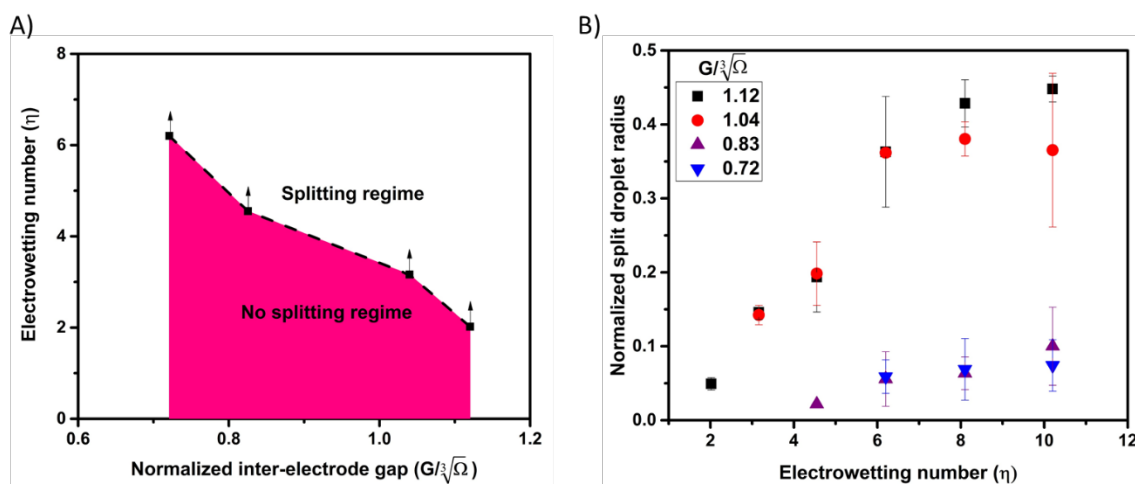 A)
8
6
4
2
0
0.6
0.8
1.0
1.2
Electrowetting number (η)
Splitting regime
No splitting regime
Normalized inter-electrode gap (G/∛Ω)
B)
0.5
0.4
0.3
0.2
0.1
0.0
2
4
6
8
10
12
Normalized split droplet radius
G/∛Ω
1.12
1.04
0.83
0.72
Electrowetting number (η)